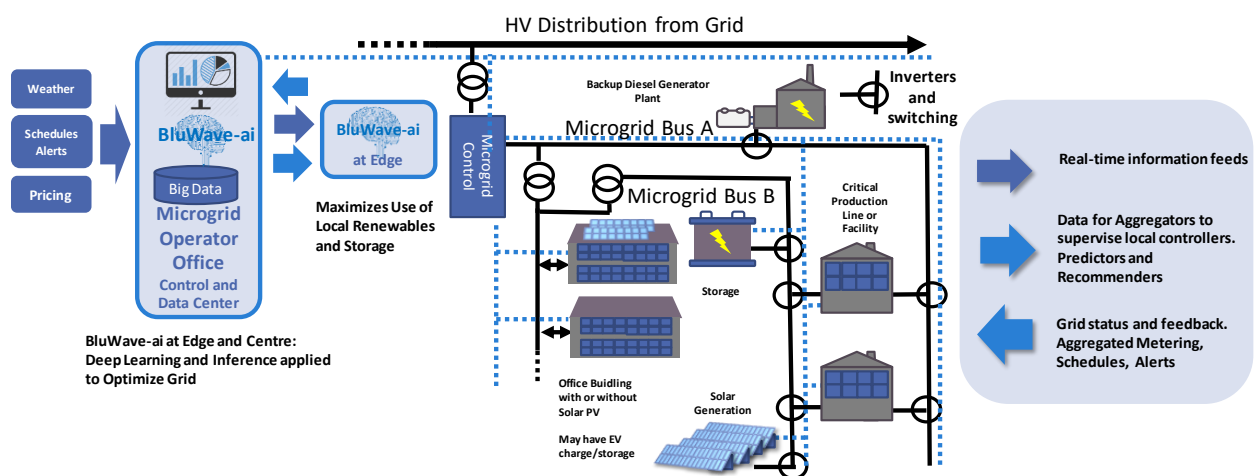 HV Distribution from Grid
Weather
Schedules
Alerts
Pricing
BluWave-ai
Big Data
Microgrid
Operator
Office
Control and
Data Center
BluWave-ai at Edge and Centre:
Deep Learning and Inference applied
to Optimize Grid
BluWave-ai
at Edge
Maximizes Use of
Local Renewables
and Storage
Microgrid
Control
Backup Diesel Generator
Plant
Inverters
and
switching
Microgrid Bus A
Microgrid Bus B
Storage
Critical
Production
Line or
Facility
Office Buidling
with or without
Solar PV
May have EV
charge/storage
Solar
Generation
Real-time information feeds
Data for Aggregators to
supervise local controllers.
Predictors and
Recommenders
Grid status and feedback.
Aggregated Metering,
Schedules, Alerts